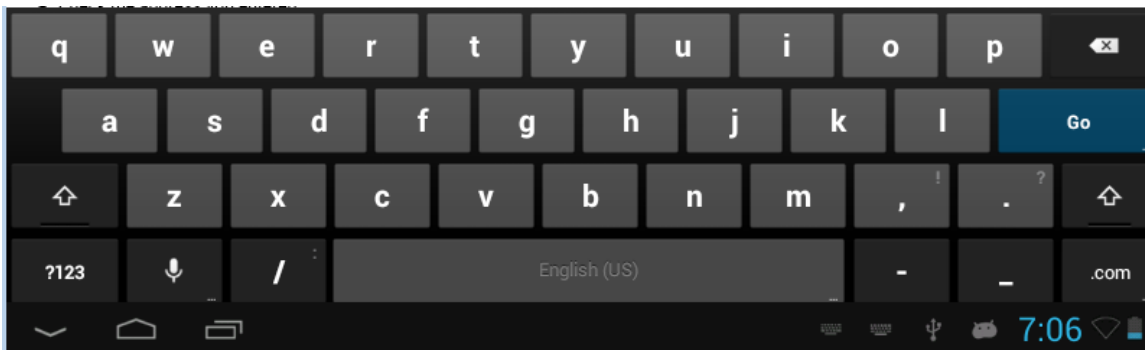 q w e r t y u i o p
a s d f g h j k l Go
z x c v b n m , ! . ?
?123 / : English (US) - _ .com
7:06